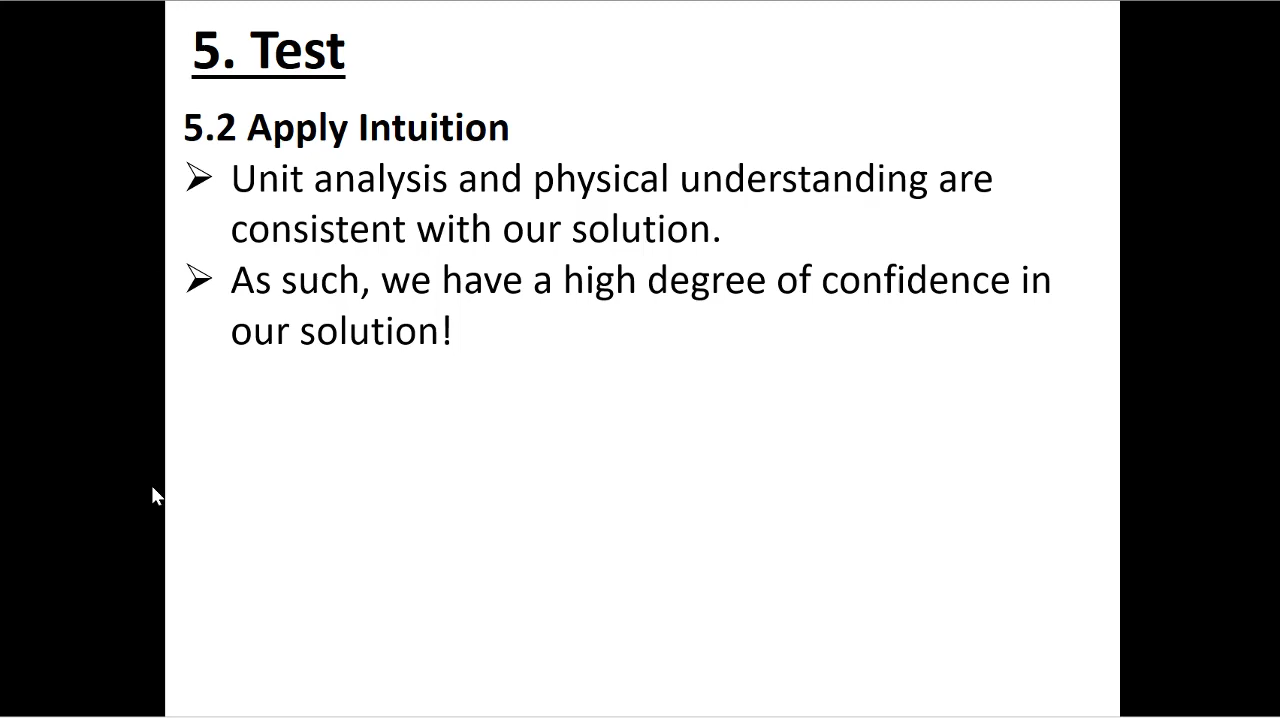 5. Test
5.2 Apply Intuition
➢ Unit analysis and physical understanding are
consistent with our solution.
➢ As such, we have a high degree of confidence in
our solution!